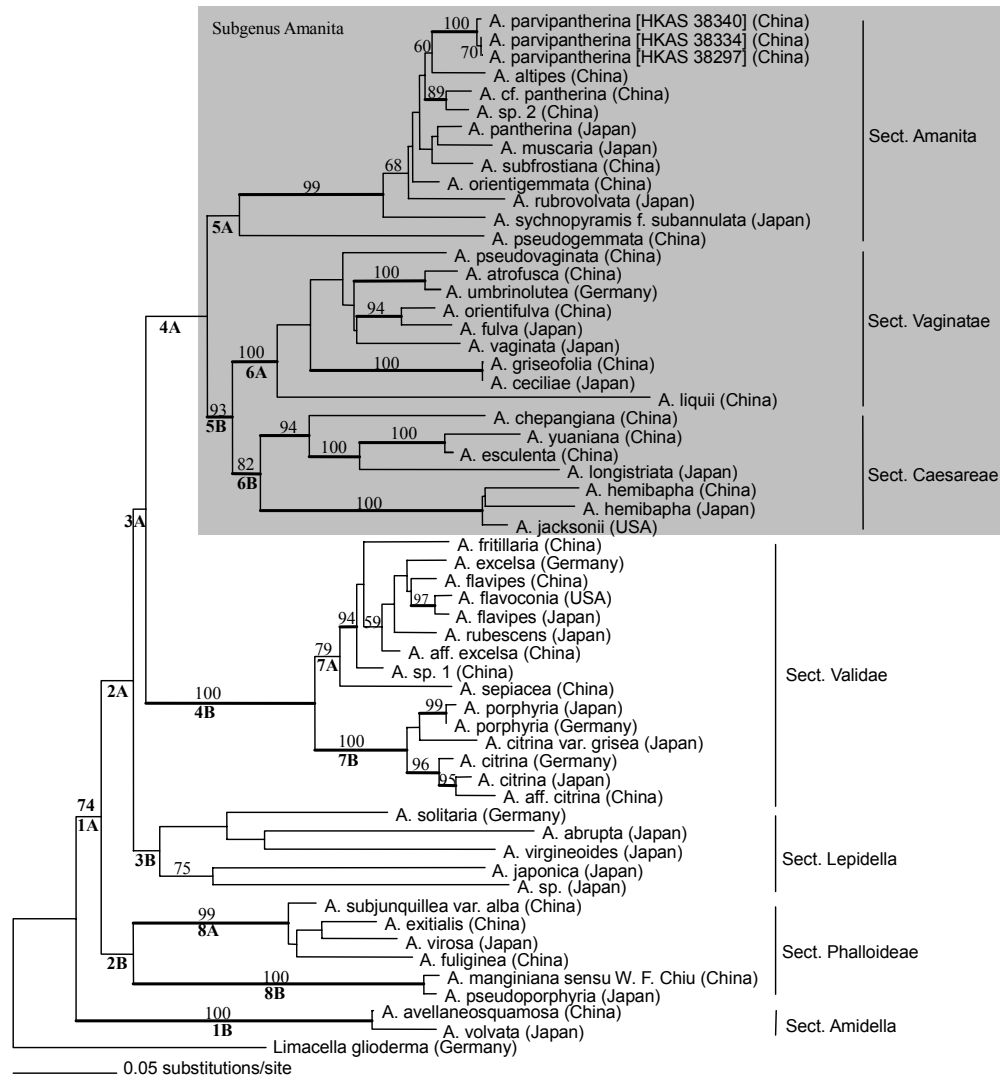 Subgenus Amanita
100
A. parvipantherina [HKAS 38340] (China)
A. parvipantherina [HKAS 38334] (China)
60
70
A. parvipantherina [HKAS 38297] (China)
A. altipes (China)
89
A. cf. pantherina (China)
A. sp. 2 (China)
A. pantherina (Japan)
Sect. Amanita
A. muscaria (Japan)
68
A. subfrostiana (China)
99
A. orientigemmata (China)
A. rubrovolvata (Japan)
A. sychnopyramis f. subannulata (Japan)
5A
A. pseudogemmata (China)
A. pseudovaginata (China)
100
A. atrofusca (China)
A. umbrinolutea (Germany)
94
A. orientifulva (China)
4A
A. fulva (Japan)
Sect. Vaginatae
A. vaginata (Japan)
100
6A
100
A. griseofolia (China)
A. ceciliae (Japan)
A. liquii (China)
93
5B
94
A. chepangiana (China)
100
A. yuaniana (China)
100
A. esculenta (China)
82
6B
A. longistriata (Japan)
Sect. Caesareae
100
A. hemibapha (China)
A. hemibapha (Japan)
3A
A. jacksonii (USA)
A. fritillaria (China)
A. excelsa (Germany)
A. flavipes (China)
97
A. flavoconia (USA)
A. flavipes (Japan)
94
59
A. rubescens (Japan)
79
7A
A. aff. excelsa (China)
A. sp. 1 (China)
Sect. Validae
2A
100
4B
A. sepiacea (China)
99
A. porphyria (Japan)
A. porphyria (Germany)
100
7B
A. citrina var. grisea (Japan)
96
A. citrina (Germany)
95
A. citrina (Japan)
A. aff. citrina (China)
74
1A
A. solitaria (Germany)
A. abrupta (Japan)
3B
A. virgineoides (Japan)
Sect. Lepidella
75
A. japonica (Japan)
A. sp. (Japan)
99
8A
A. subjunquillea var. alba (China)
A. exitialis (China)
A. virosa (Japan)
2B
A. fuliginea (China)
Sect. Phalloideae
100
8B
A. manginiana sensu W. F. Chiu (China)
A. pseudoporphyria (Japan)
100
1B
A. avellaneosquamosa (China)
A. volvata (Japan)
Sect. Amidella
Limacella glioderma (Germany)
0.05 substitutions/site